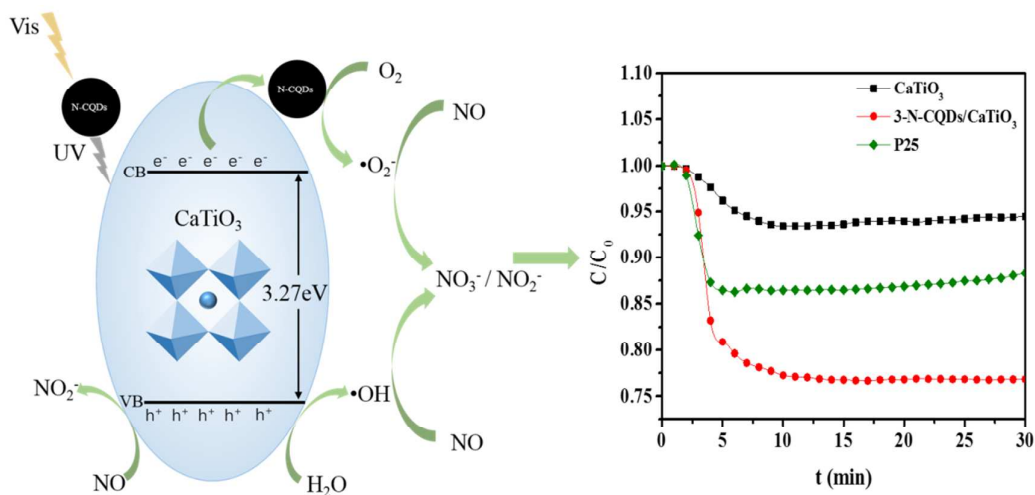 Vis
N-CQDs
UV
N-CQDs
O₂
NO
•O₂⁻
CB
e⁻ e⁻ e⁻ e⁻ e⁻
CaTiO₃
3.27eV
NO₃⁻ / NO₂⁻
NO₂⁻
VB
h⁺ h⁺ h⁺ h⁺ h⁺
•OH
NO
H₂O
NO
CaTiO₃
3-N-CQDs/CaTiO₃
P25
1.10
1.05
1.00
0.95
0.90
0.85
0.80
0.75
C/C₀
0 5 10 15 20 25 30
t (min)